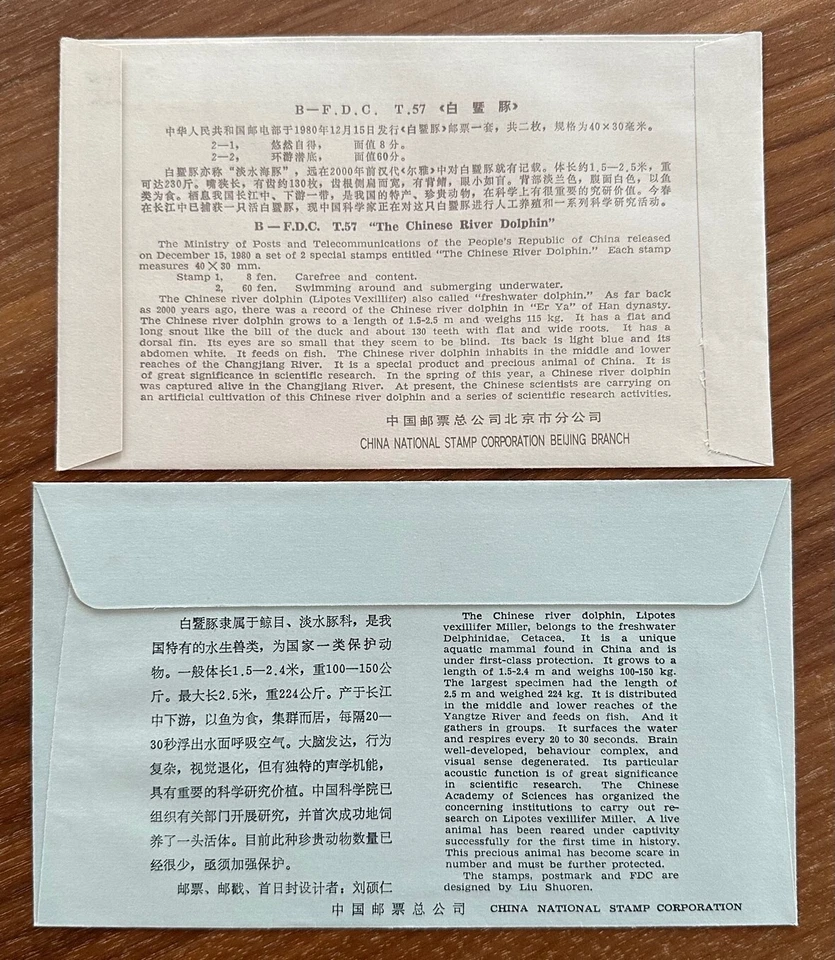 B—F.D.C. T.57 《白 暨 豚》
中华人民共和国邮电部于1980年12月15日发行《白暨豚》邮票一套，共二枚，规格为40×30毫米。
2—1， 悠然自得， 面值 8 分。
2—2， 环游潜底， 面值60分。
白暨豚亦称“淡水海豚”，远在2000年前汉代《尔雅》中对白暨豚就有记载。体长约1.5—2.5米，重
可达230斤。嘴狭长，有齿约130枚，齿根侧扁而宽，有背鳍，眼小如盲。背部淡兰色，腹面白色，以鱼
类为食。栖息我国长江中、下游一带，是我国的特产、珍贵动物，在科学上有很重要的究研价值。今春
在长江中已捕获一只活白暨豚，现中国科学家正在对这只白暨豚进行人工养殖和一系列科学研究活动。
B — F.D.C. T.57 “The Chinese River Dolphin”
The Ministry of Posts and Telecommunications of the People's Republic of China released
on December 15, 1980 a set of 2 special stamps entitled “The Chinese River Dolphin.” Each stamp
measures 40×30 mm.
Stamp 1, 8 fen. Carefree and content.
2, 60 fen. Swimming around and submerging underwater.
The Chinese river dolphin (Lipotes Vexillifer) also called “freshwater dolphin.” As far back
as 2000 years ago, there was a record of the Chinese river dolphin in “Er Ya” of Han dynasty.
The Chinese river dolphin grows to a length of 1.5-2.5 m and weighs 115 kg. It has a flat and
long snout like the bill of the duck and about 130 teeth with flat and wide roots. It has a
dorsal fin. Its eyes are so small that they seem to be blind. Its back is light blue and its
abdomen white. It feeds on fish. The Chinese river dolphin inhabits in the middle and lower
reaches of the Changjiang River. It is a special product and precious animal of China. It is
of great significance in scientific research. In the spring of this year, a Chinese river dolphin
was captured alive in the Changjiang River. At present, the Chinese scientists are carrying on
an artificial cultivation of this Chinese river dolphin and a series of scientific research activities.
中国邮票总公司北京市分公司
CHINA NATIONAL STAMP CORPORATION BEIJING BRANCH
白暨豚隶属于鲸目、淡水豚科，是我
国特有的水生兽类，为国家一类保护动
物。一般体长1.5—2.4米，重100—150公
斤。最大长2.5米，重224公斤。产于长江
中下游，以鱼为食，集群而居，每隔20—
30秒浮出水面呼吸空气。大脑发达，行为
复杂，视觉退化，但有独特的声学机能，
具有重要的科学研究价值。中国科学院已
组织有关部门开展研究，并首次成功地饲
养了一头活体。目前此种珍贵动物数量已
经很少，亟须加强保护。
邮票、邮戳、首日封设计者：刘硕仁
The Chinese river dolphin, Lipotes
vexillifer Miller, belongs to the freshwater
Delphinidae, Cetacea. It is a unique
aquatic mammal found in China and is
under first-class protection. It grows to a
length of 1.5-2.4 m and weighs 100-150 kg.
The largest specimen had the length of
2.5 m and weighed 224 kg. It is distributed
in the middle and lower reaches of the
Yangtze River and feeds on fish. And it
gathers in groups. It surfaces the water
and respires every 20 to 30 seconds. Brain
well-developed, behaviour complex, and
visual sense degenerated. Its particular
acoustic function is of great significance
in scientific research. The Chinese
Academy of Sciences has organized the
concerning institutions to carry out re-
search on Lipotes vexillifer Miller. A live
animal has been reared under captivity
successfully for the first time in history.
This precious animal has become scare in
number and must be further protected.
The stamps, postmark and FDC are
designed by Liu Shuoren.
中国邮票总公司 CHINA NATIONAL STAMP CORPORATION